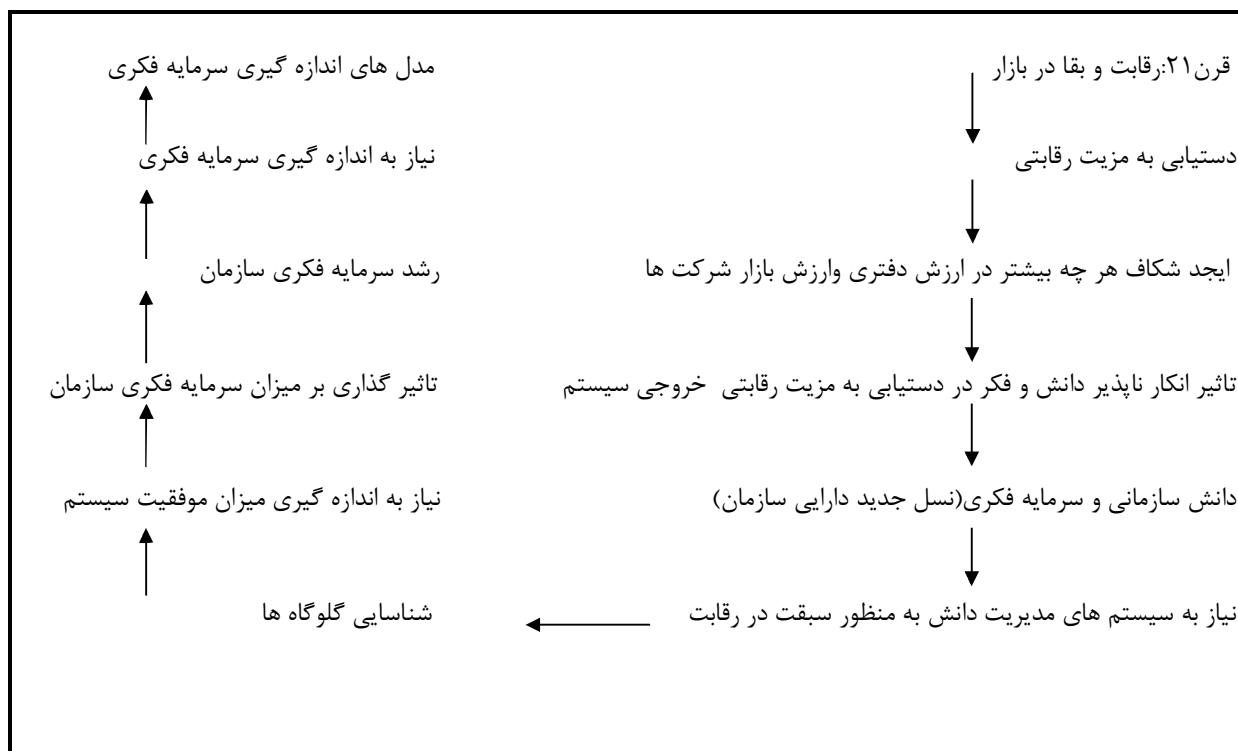 قرن۲۱:رقابت و بقا در بازار
دستیابی به مزیت رقابتی
ایجد شکاف هر چه بیشتر در ارزش دفتری وارزش بازار شرکت ها
تاثیر انکار ناپذیر دانش و فکر در دستیابی به مزیت رقابتی خروجی سیستم
دانش سازمانی و سرمایه فکری(نسل جدید دارایی سازمان)
نیاز به سیستم های مدیریت دانش به منظور سبقت در رقابت
شناسایی گلوگاه ها
نیاز به اندازه گیری میزان موفقیت سیستم
تاثیر گذاری بر میزان سرمایه فکری سازمان
رشد سرمایه فکری سازمان
نیاز به اندازه گیری سرمایه فکری
مدل های اندازه گیری سرمایه فکری